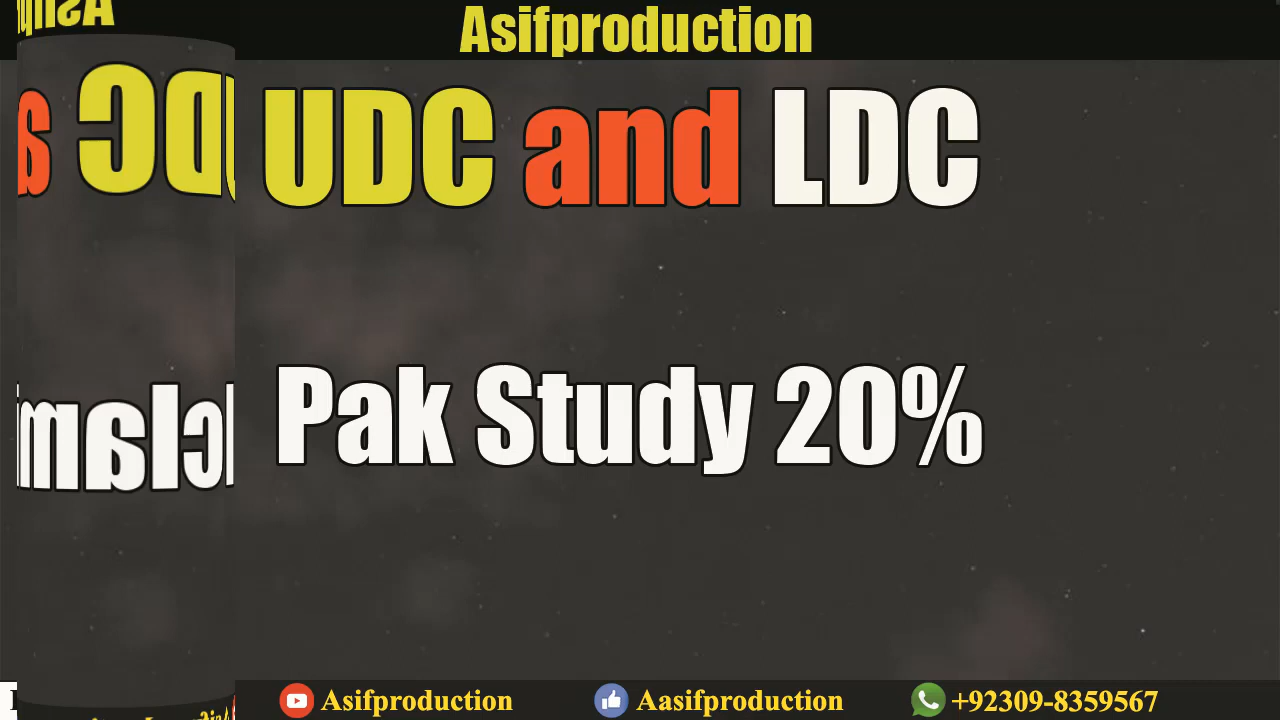 Asifproduction
UDC and LDC
Pak Study 20%
Asifproduction Aasifproduction +92309-8359567